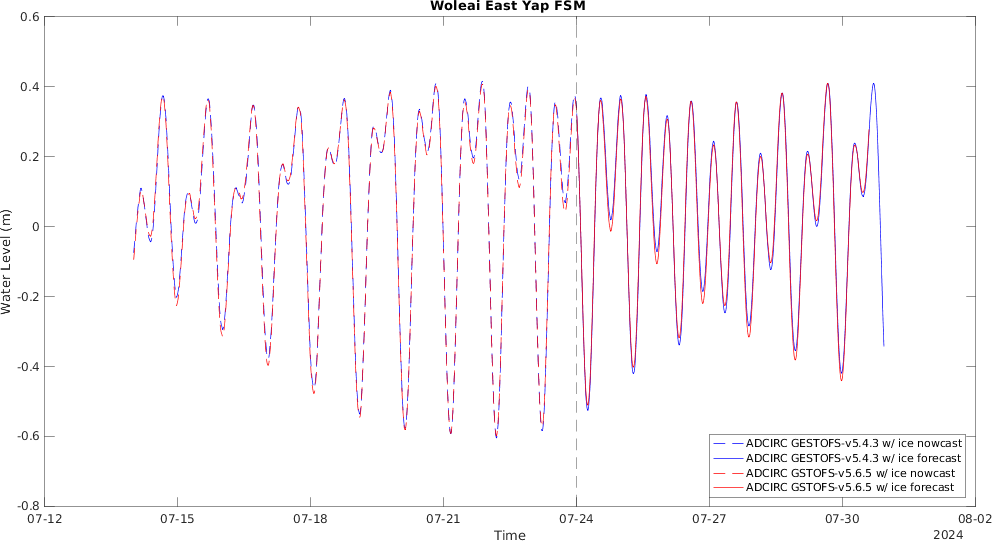 Woleai East Yap FSM
0.6
0.4
0.2
0
-0.2
-0.4
-0.6
-0.8
Water Level (m)
07-12
07-15
07-18
07-21
07-24
07-27
07-30
08-02
Time
2024
ADCIRC GESTOFS-v5.4.3 w/ ice nowcast
ADCIRC GESTOFS-v5.4.3 w/ ice forecast
ADCIRC GSTOFS-v5.6.5 w/ ice nowcast
ADCIRC GSTOFS-v5.6.5 w/ ice forecast